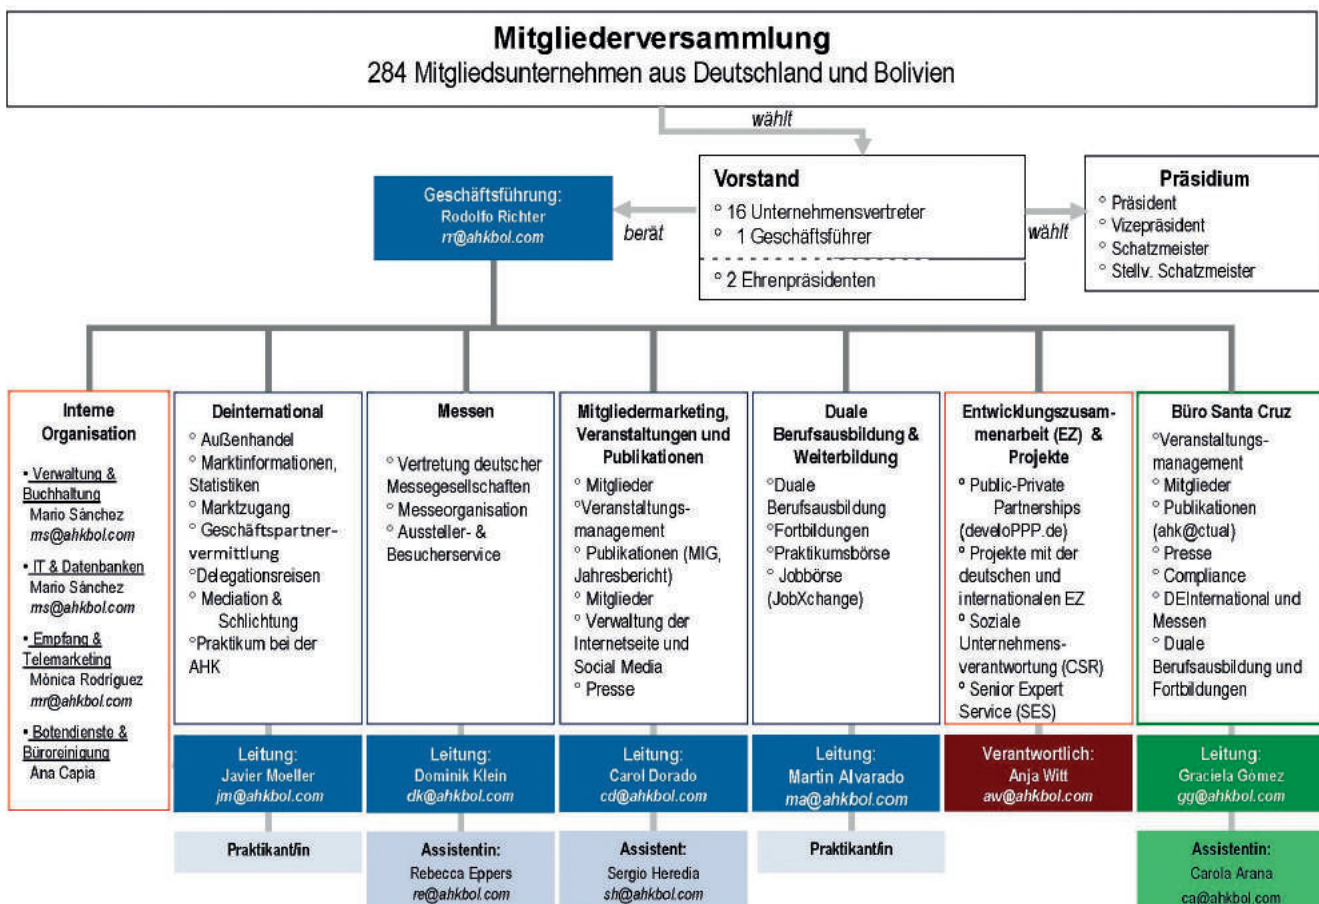 Mitgliederversammlung
284 Mitgliedsunternehmen aus Deutschland und Bolivien
wählt
Geschäftsführung:
Rodolfo Richter
rr@ahkbol.com
berät
Vorstand
° 16 Unternehmensvertreter
° 1 Geschäftsführer
° 2 Ehrenpräsidenten
wählt
Präsidium
° Präsident
° Vizepräsident
° Schatzmeister
° Stellv. Schatzmeister
Interne
Organisation
• Verwaltung &
Buchhaltung
Mario Sánchez
ms@ahkbol.com
• IT & Datenbanken
Mario Sánchez
ms@ahkbol.com
• Empfang &
Telemarketing
Mónica Rodríguez
mr@ahkbol.com
• Botendienste &
Büroreinigung
Ana Capia
Deinternational
° Außenhandel
° Marktinformationen,
Statistiken
° Marktzugang
° Geschäftspartner-
vermittlung
°Delegationsreisen
° Mediation &
Schlichtung
°Praktikum bei der
AHK
Leitung:
Javier Moeller
jm@ahkbol.com
Praktikant/in
Messen
° Vertretung deutscher
Messegesellschaften
° Messeorganisation
° Aussteller- &
Besucherservice
Leitung:
Dominik Klein
dk@ahkbol.com
Assistentin:
Rebecca Eppers
re@ahkbol.com
Mitgliedermarketing,
Veranstaltungen und
Publikationen
° Mitglieder
°Veranstaltungs-
management
° Publikationen (MIG,
Jahresbericht)
° Mitglieder
° Verwaltung der
Internetseite und
Social Media
° Presse
Leitung:
Carol Dorado
cd@ahkbol.com
Assistent:
Sergio Heredia
sh@ahkbol.com
Duale
Berufsausbildung &
Weiterbildung
°Duale
Berufsausbildung
°Fortbildungen
°Praktikumsbörse
° Jobbörse
(JobXchange)
Leitung:
Martin Alvarado
ma@ahkbol.com
Praktikant/in
Entwicklungszusam-
menarbeit (EZ) &
Projekte
° Public-Private
Partnerships
(develoPPP.de)
° Projekte mit der
deutschen und
internationalen EZ
° Soziale
Unternehmens-
verantwortung (CSR)
° Senior Expert
Service (SES)
Verantwortlich:
Anja Witt
aw@ahkbol.com
Büro Santa Cruz
°Veranstaltungs-
management
° Mitglieder
° Publikationen
(ahk@ctual)
° Presse
° Compliance
° DEInternational und
Messen
° Duale
Berufsausbildung und
Fortbildungen
Leitung:
Graciela Gómez
gg@ahkbol.com
Assistentin:
Carola Arana
ca@ahkbol.com